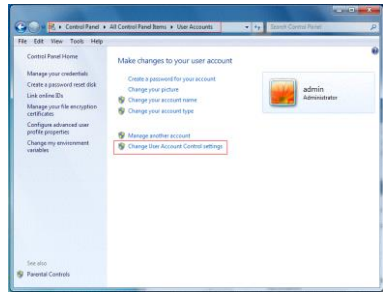 Control Panel ▸ All Control Panel Items ▸ User Accounts
Search Control Panel
File Edit View Tools Help
Control Panel Home
Manage your credentials
Create a password reset disk
Link online IDs
Manage your file encryption
certificates
Configure advanced user
profile properties
Change my environment
variables
See also
Parental Controls
Make changes to your user account
Create a password for your account
Change your picture
Change your account name
Change your account type
Manage another account
Change User Account Control settings
admin
Administrator